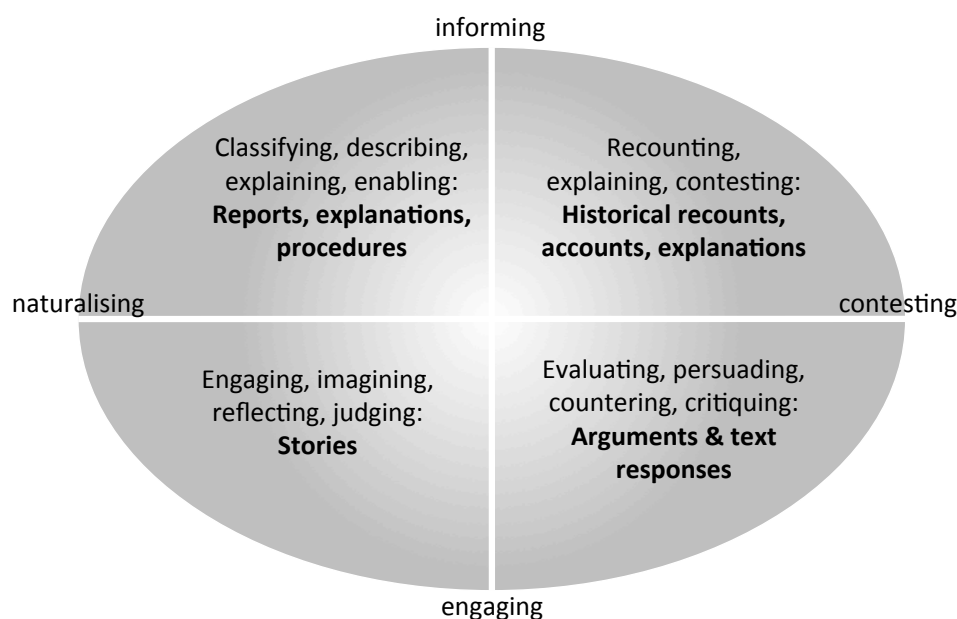 informing
Classifying, describing,
explaining, enabling:
Reports, explanations,
procedures
Recounting,
explaining, contesting:
Historical recounts,
accounts, explanations
naturalising
contesting
Engaging, imagining,
reflecting, judging:
Stories
Evaluating, persuading,
countering, critiquing:
Arguments & text
responses
engaging